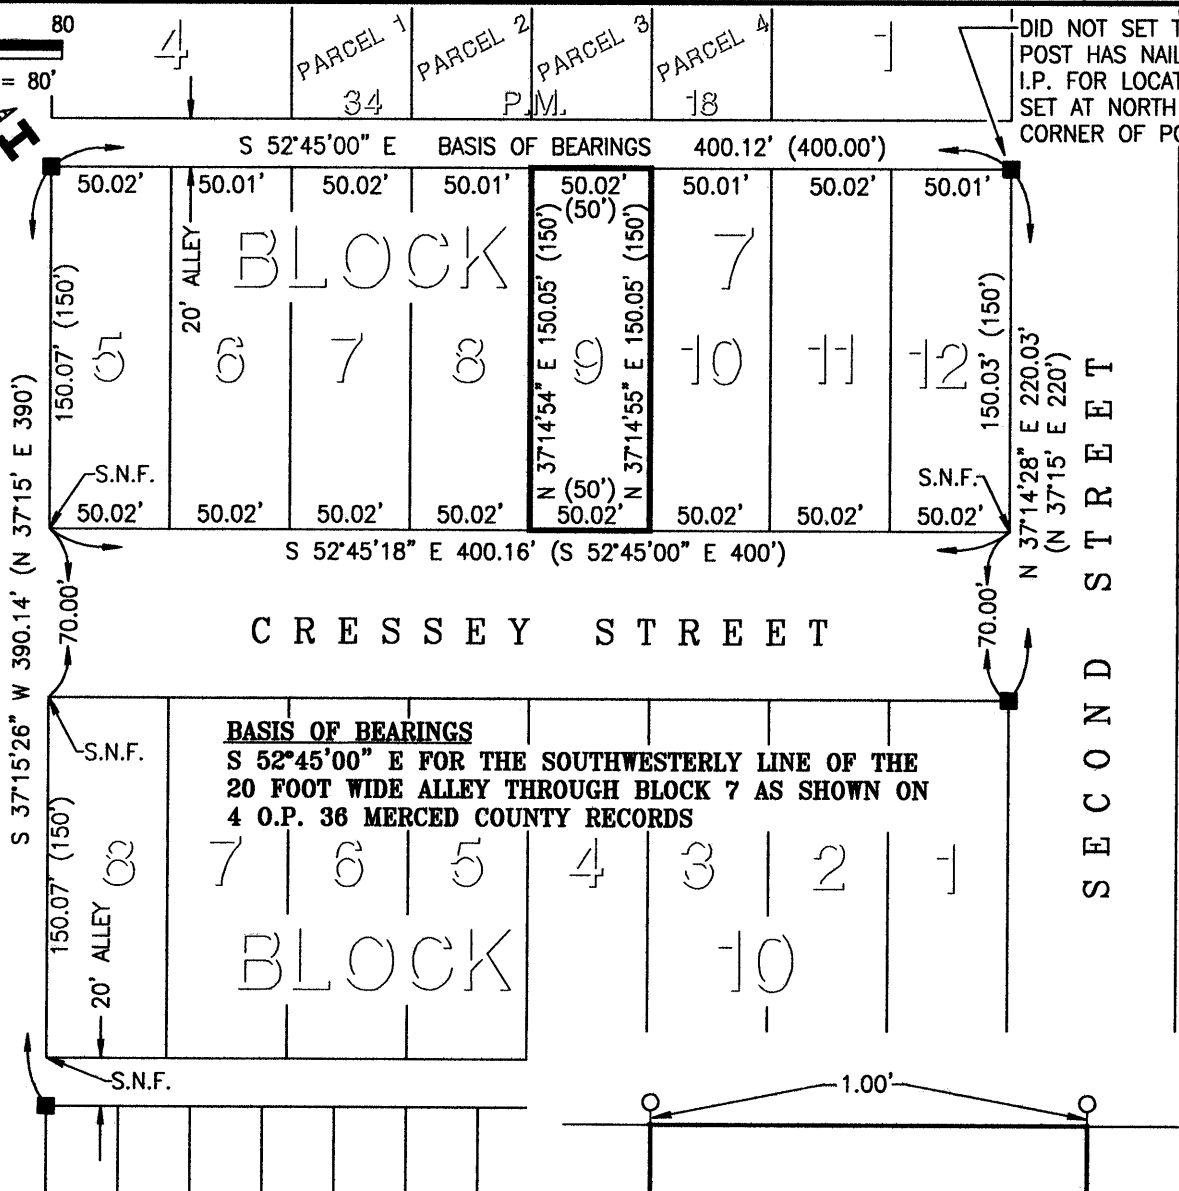 80
= 80'
4
PARCEL 1
PARCEL 2
PARCEL 3
PARCEL 4
1
34 P.M. 18
DID NOT SET T
POST HAS NAIL
I.P. FOR LOCAT
SET AT NORTH
CORNER OF PO
S 52°45'00" E BASIS OF BEARINGS 400.12' (400.00')
50.02' 50.01' 50.02' 50.01' 50.02' 50.01' 50.02' 50.01'
(50')
20' ALLEY
BLOCK 7
150.07' (150')
N 37°14'54" E 150.05' (150')
N 37°14'55" E 150.05' (150')
150.03' (150')
5 6 7 8 9 10 11 12
S.N.F.
S.N.F.
(50')
50.02' 50.02' 50.02' 50.02' 50.02' 50.02' 50.02' 50.02'
S 52°45'18" E 400.16' (S 52°45'00" E 400')
S 37°15'26" W 390.14' (N 37°15' E 390')
N 37°14'28" E 220.03'
(N 37°15' E 220')
SECOND STREET
70.00'
CRESSEY STREET
70.00'
S.N.F.
BASIS OF BEARINGS
S 52°45'00" E FOR THE SOUTHWESTERLY LINE OF THE
20 FOOT WIDE ALLEY THROUGH BLOCK 7 AS SHOWN ON
4 O.P. 36 MERCED COUNTY RECORDS
150.07' (150')
8 7 6 5 4 3 2 1
20' ALLEY
BLOCK 10
S.N.F.
1.00'